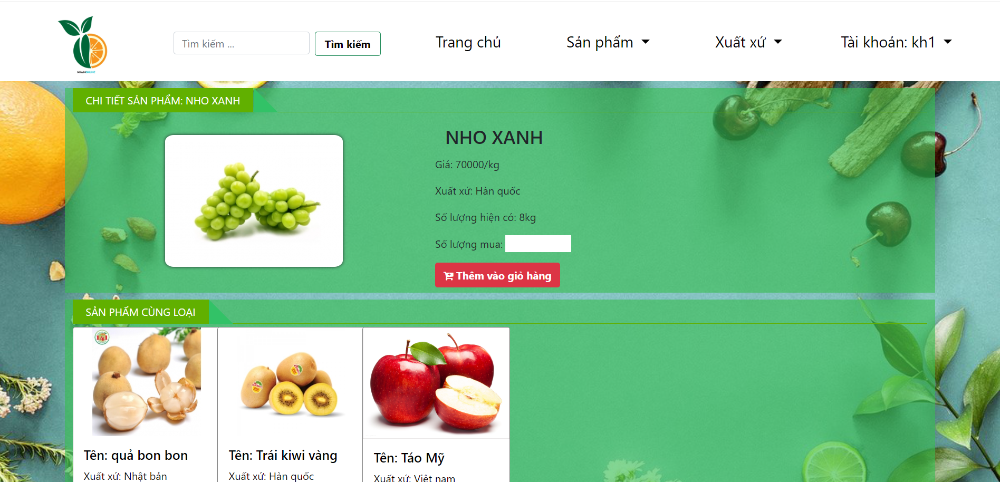 NHAINONLINE
Tìm kiếm ...
Tìm kiếm
Trang chủ
Sản phẩm
Xuất xứ
Tài khoản: kh1
CHI TIẾT SẢN PHẨM: NHO XANH
NHO XANH
Giá: 70000/kg
Xuất xứ: Hàn quốc
Số lượng hiện có: 8kg
Số lượng mua:
Thêm vào giỏ hàng
SẢN PHẨM CÙNG LOẠI
141
Tên: quả bon bon
Xuất xứ: Nhật bản
Tên: Trái kiwi vàng
Xuất xứ: Hàn quốc
Tên: Táo Mỹ
Xuất xứ: Việt nam